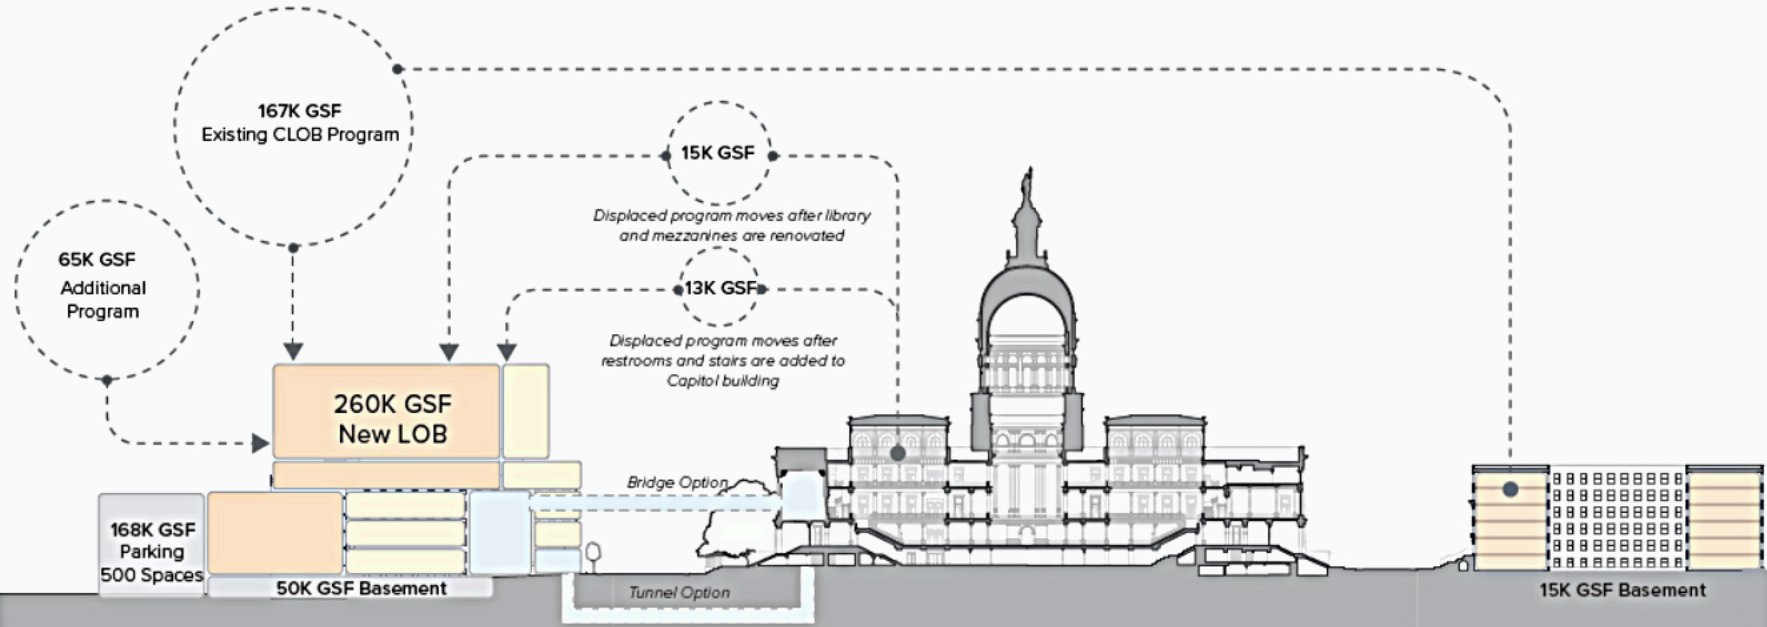 167K GSF
Existing CLOB Program
15K GSF
Displaced program moves after library
and mezzanines are renovated
65K GSF
Additional
Program
13K GSF
Displaced program moves after
restrooms and stairs are added to
Capitol building
260K GSF
New LOB
Bridge Option
168K GSF
Parking
500 Spaces
50K GSF Basement
Tunnel Option
15K GSF Basement